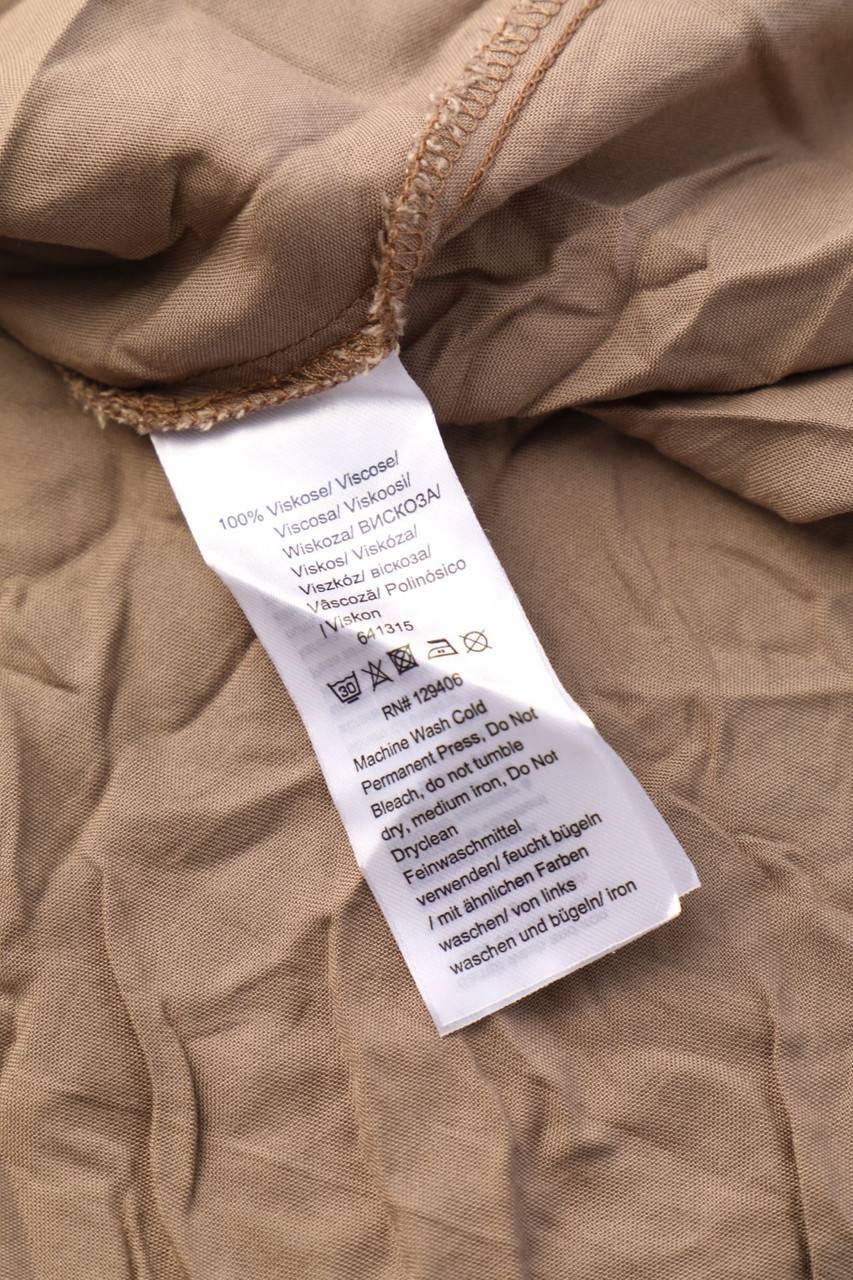 100% Viskose/ Viscose/
Viscosa/ Viskoosi/
Wiskoza/ ВИСКОЗА/
Viskos/ Viskóza/
Viszkóz/ віскоза/
Vâscoză/ Polinósico
/ Viskon
641315
30
RN# 129406
Machine Wash Cold
Permanent Press, Do Not
Bleach, do not tumble
dry, medium iron, Do Not
Dryclean
Feinwaschmittel
verwenden/ feucht bügeln
/ mit ähnlichen Farben
waschen/ von links
waschen und bügeln/ iron